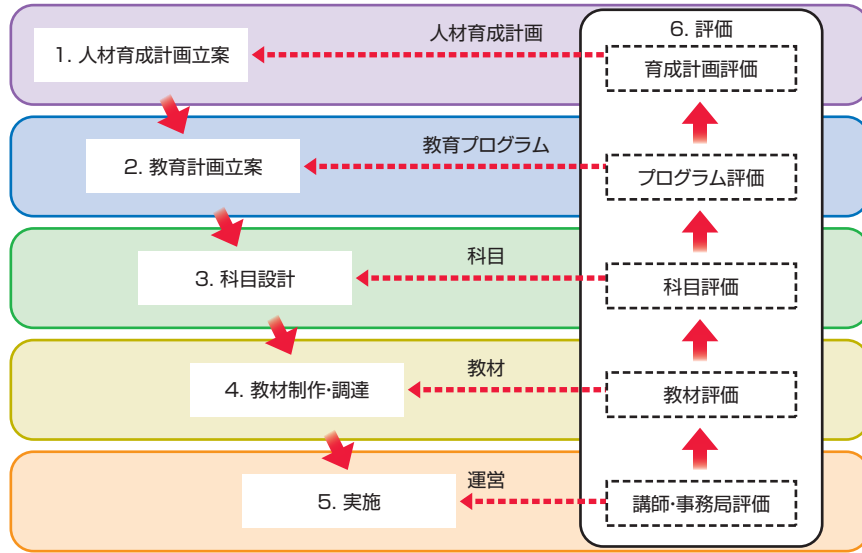 6. 評価
人材育成計画
1. 人材育成計画立案
育成計画評価
教育プログラム
2. 教育計画立案
プログラム評価
科目
3. 科目設計
科目評価
教材
4. 教材制作・調達
教材評価
運営
5. 実施
講師・事務局評価